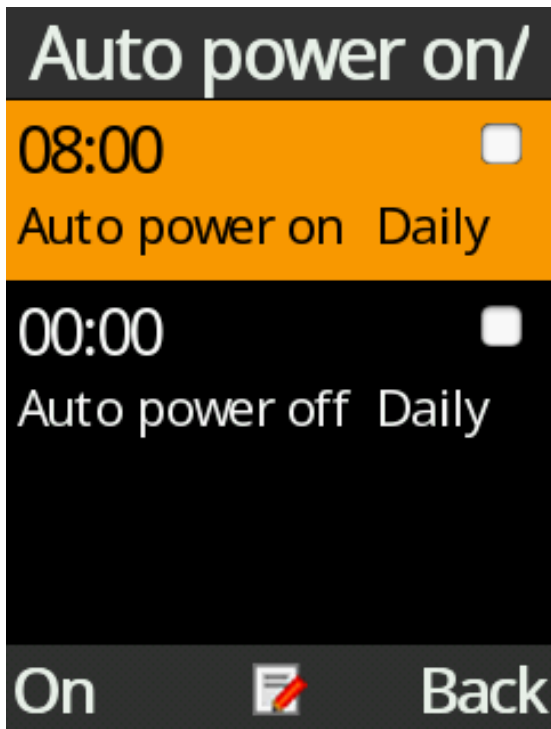 Auto power on/
08:00
Auto power on Daily
00:00
Auto power off Daily
On Back